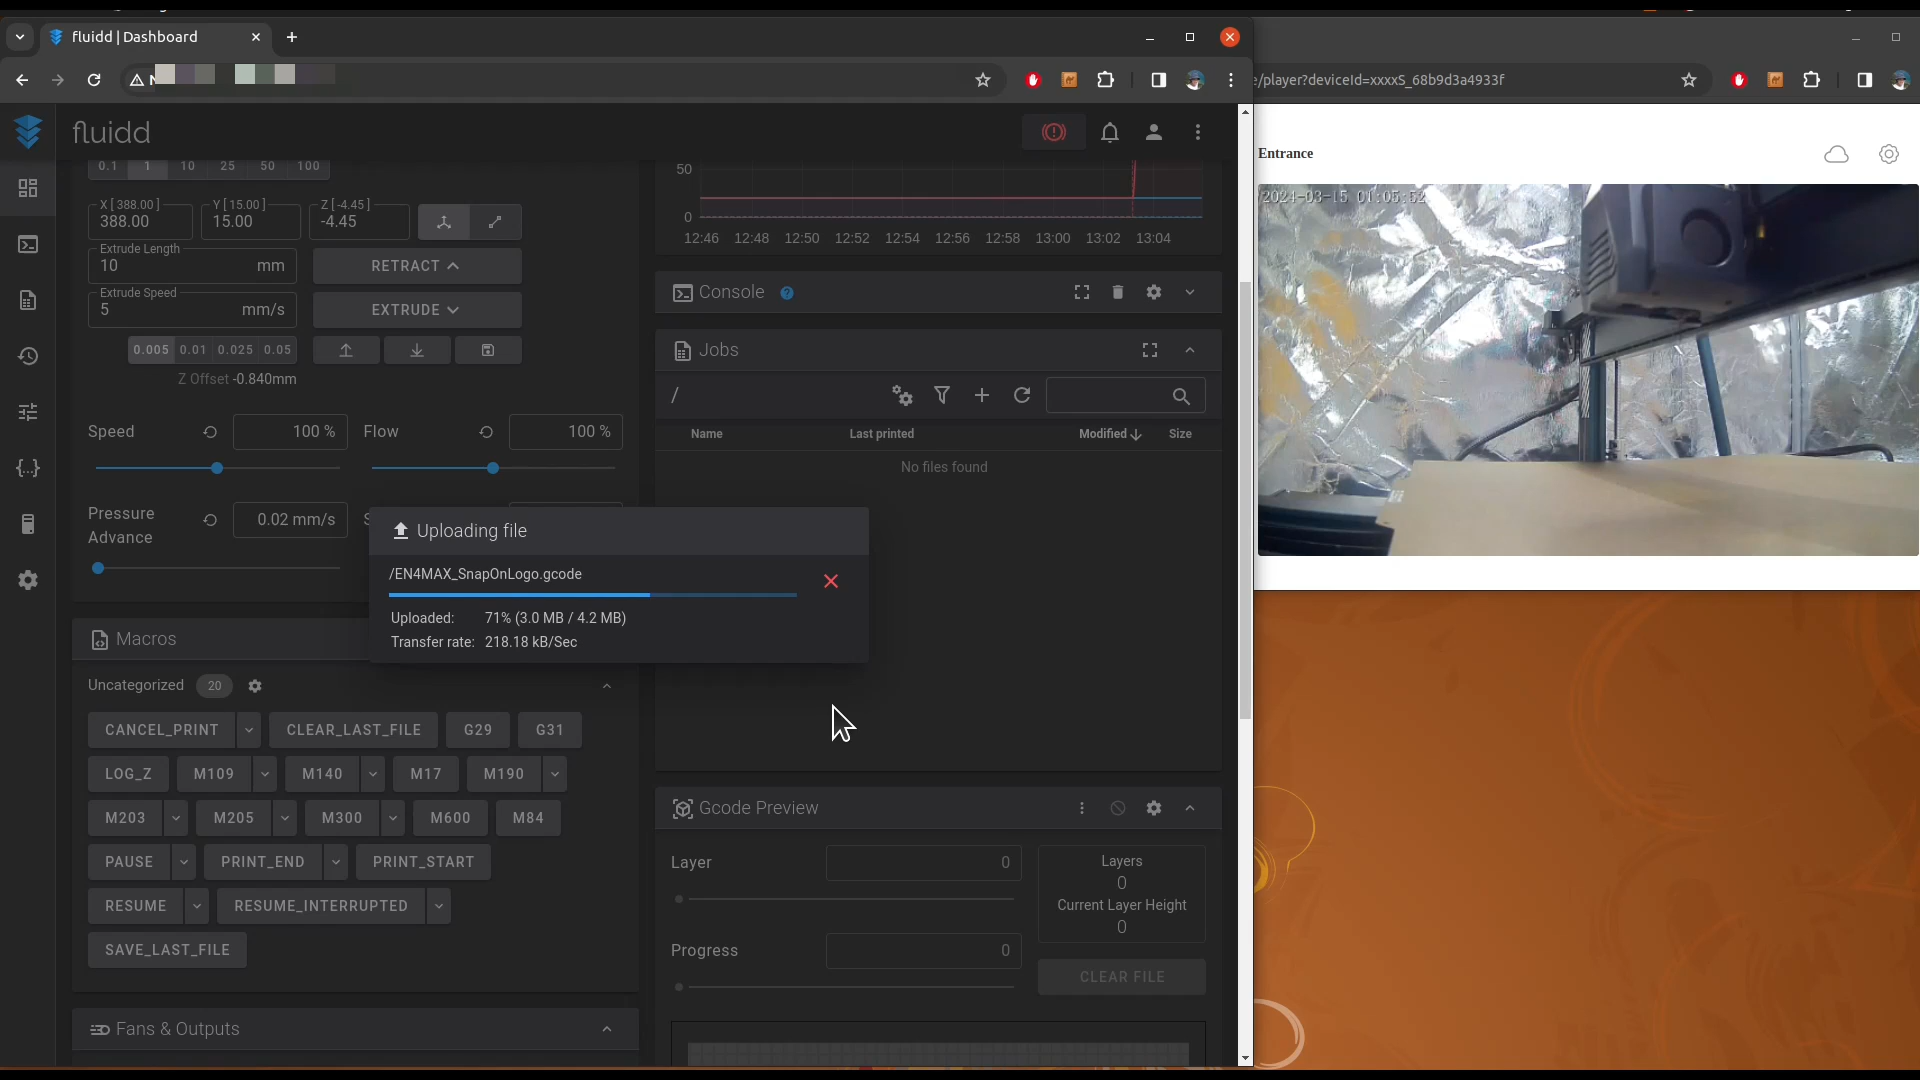 fluidd | Dashboard
e/player?deviceId=xxxxS_68b9d3a4933f
fluidd
0.1 1 10 25 50 100
X [ 388.00 ] Y [ 15.00 ] Z [ -4.45 ]
388.00 15.00 -4.45
Extrude Length
10 mm
RETRACT
Extrude Speed
5 mm/s
EXTRUDE
0.005 0.01 0.025 0.05
Z Offset -0.840mm
Speed 100 % Flow 100 %
Pressure
Advance
0.02 mm/s
Macros
Uncategorized 20
CANCEL_PRINT CLEAR_LAST_FILE G29 G31
LOG_Z M109 M140 M17 M190
M203 M205 M300 M600 M84
PAUSE PRINT_END PRINT_START
RESUME RESUME_INTERRUPTED
SAVE_LAST_FILE
Fans & Outputs
50
0
12:46 12:48 12:50 12:52 12:54 12:56 12:58 13:00 13:02 13:04
Console
Jobs
/
Name Last printed Modified Size
No files found
Uploading file
/EN4MAX_SnapOnLogo.gcode
Uploaded: 71% (3.0 MB / 4.2 MB)
Transfer rate: 218.18 kB/Sec
Gcode Preview
Layer 0
Layers
0
Current Layer Height
0
Progress 0
CLEAR FILE
Entrance
/2024-03-15 01:05:52